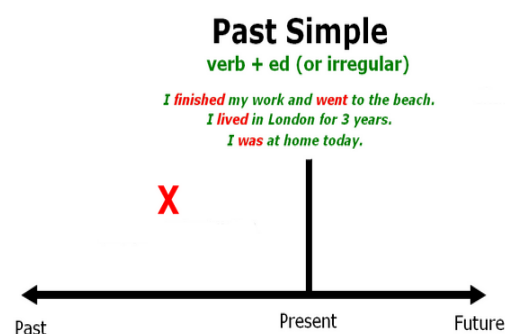 Past Simple
verb + ed (or irregular)
I finished my work and went to the beach.
I lived in London for 3 years.
I was at home today.
X
Past Present Future